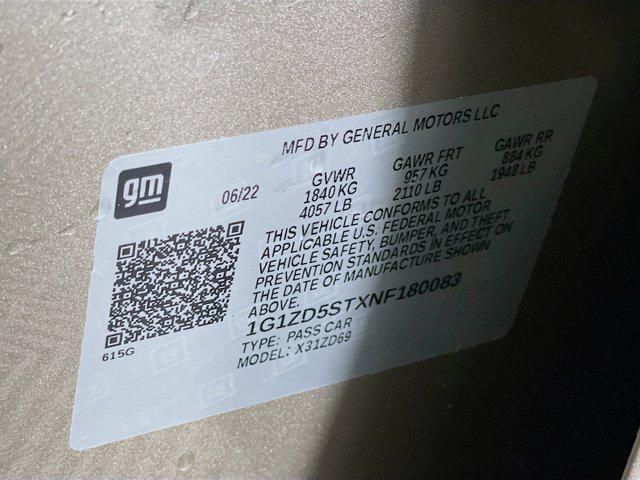 MFD BY GENERAL MOTORS LLC
gm
06/22
GVWR GAWR FRT GAWR RR
1840 KG 957 KG 884 KG
4057 LB 2110 LB 1948 LB
THIS VEHICLE CONFORMS TO ALL
APPLICABLE U.S. FEDERAL MOTOR
VEHICLE SAFETY, BUMPER, AND THEFT
PREVENTION STANDARDS IN EFFECT ON
THE DATE OF MANUFACTURE SHOWN
ABOVE.
1G1ZD5STXNF180083
TYPE: PASS CAR
MODEL: X31ZD69
615G